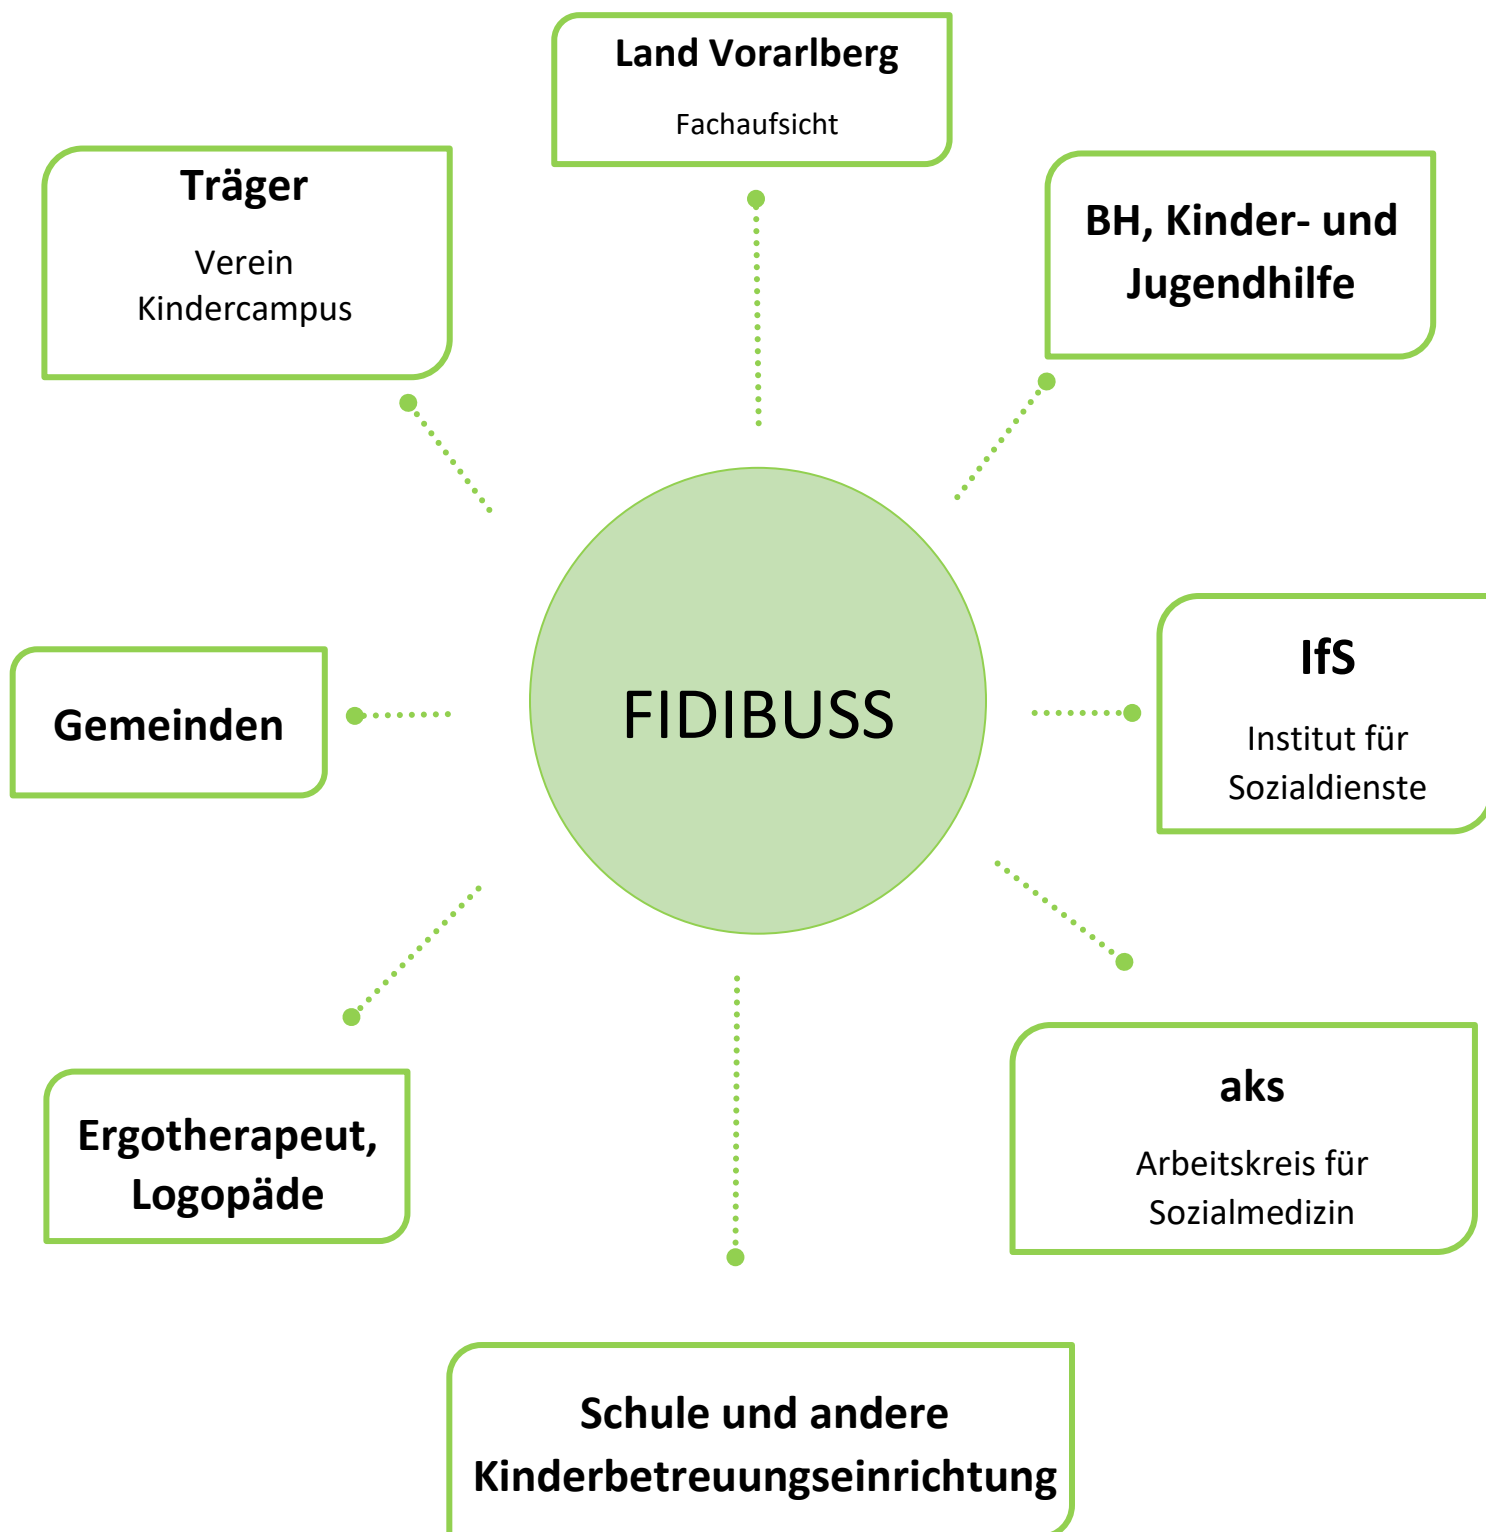 Land Vorarlberg
Fachaufsicht
Träger
Verein
Kindercampus
BH, Kinder- und
Jugendhilfe
FIDIBUSS
Gemeinden
IfS
Institut für
Sozialdienste
Ergotherapeut,
Logopäde
aks
Arbeitskreis für
Sozialmedizin
Schule und andere
Kinderbetreuungseinrichtung